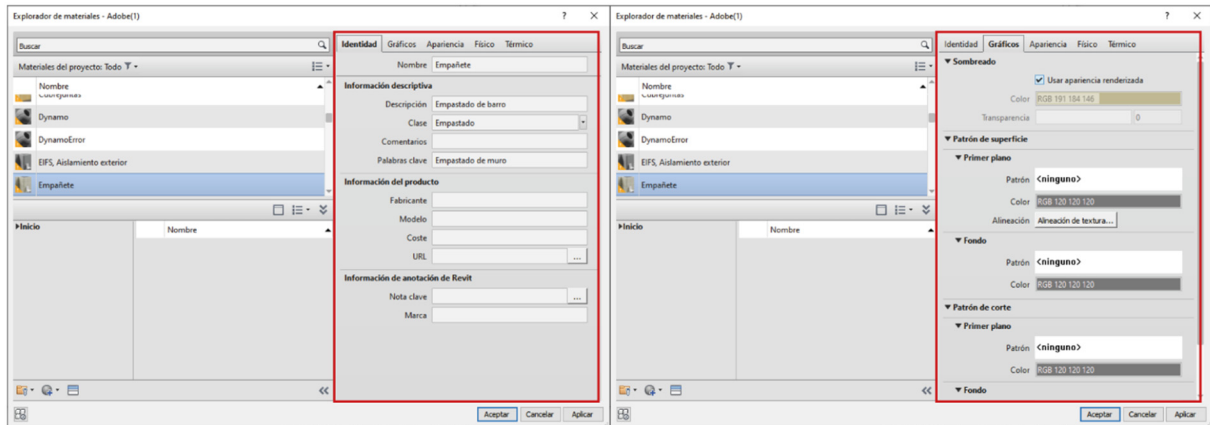 Explorador de materiales - Adobe(1)
? ×
Buscar
Materiales del proyecto: Todo
Nombre
Cubrejuntas
Dynamo
DynamoError
EIFS, Aislamiento exterior
Empañete
Inicio
Nombre
Identidad Gráficos Apariencia Físico Térmico
Nombre Empañete
Información descriptiva
Descripción Empastado de barro
Clase Empastado
Comentarios
Palabras clave Empastado de muro
Información del producto
Fabricante
Modelo
Coste
URL ...
Información de anotación de Revit
Nota clave ...
Marca
Aceptar Cancelar Aplicar
Explorador de materiales - Adobe(1)
? ×
Buscar
Materiales del proyecto: Todo
Nombre
Cubrejuntas
Dynamo
DynamoError
EIFS, Aislamiento exterior
Empañete
Inicio
Nombre
Identidad Gráficos Apariencia Físico Térmico
Sombreado
Usar apariencia renderizada
Color RGB 191 184 146
Transparencia 0
Patrón de superficie
Primer plano
Patrón <ninguno>
Color RGB 120 120 120
Alineación Alineación de textura...
Fondo
Patrón <ninguno>
Color RGB 120 120 120
Patrón de corte
Primer plano
Patrón <ninguno>
Color RGB 120 120 120
Fondo
Aceptar Cancelar Aplicar